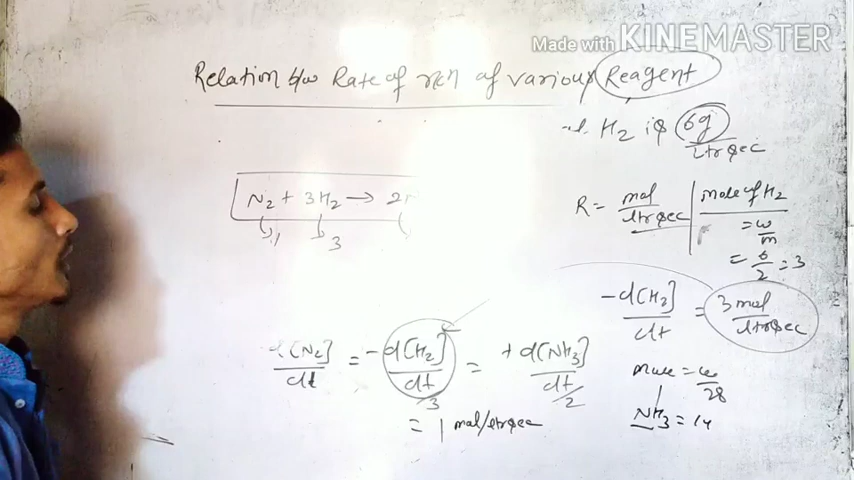 Made with KINEMASTER
Relation b/w Rate of rxn of various Reagent
H2 is 6g/ltr sec
N2 + 3H2 → 2
1
3
R = mol/ltr sec
mole of H2
= w/m
= 6/2 = 3
-d[H2]/dt = 3 mol/ltr sec
d[N2]/dt = - d[H2]/dt/3 = + d[NH3]/dt/2
= 1 mol/ltr sec
mole = w/28
NH3 = 14